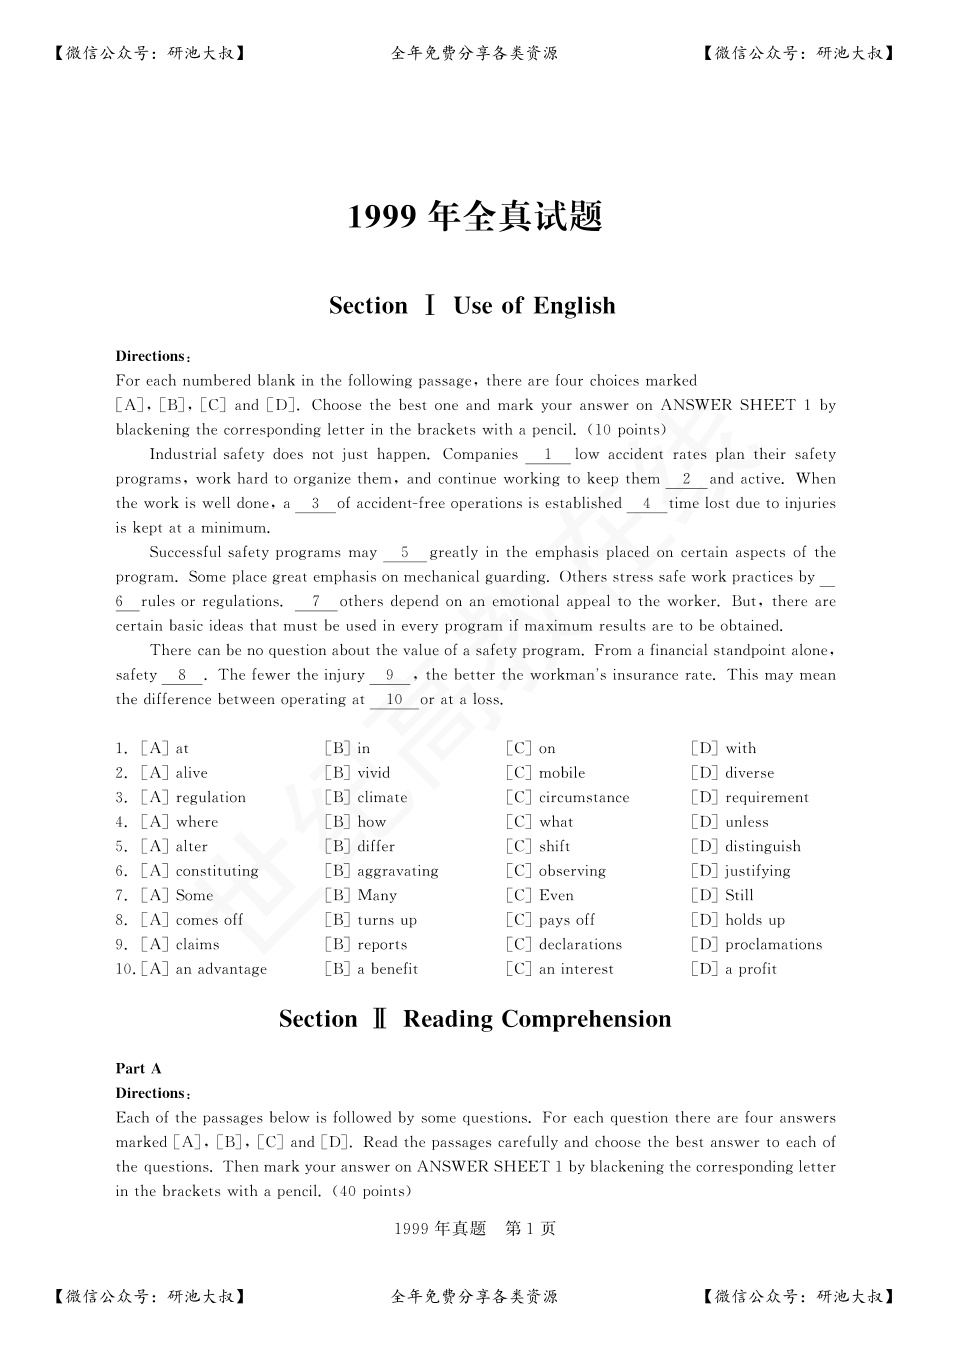 【微信公众号：研池大叔】 全年免费分享各类资源 【微信公众号：研池大叔】
1999 年全真试题
Section Ⅰ Use of English
Directions:
For each numbered blank in the following passage, there are four choices marked
[A], [B], [C] and [D]. Choose the best one and mark your answer on ANSWER SHEET 1 by
blackening the corresponding letter in the brackets with a pencil. (10 points)
Industrial safety does not just happen. Companies __1__ low accident rates plan their safety
programs, work hard to organize them, and continue working to keep them __2__ and active. When
the work is well done, a __3__ of accident-free operations is established __4__ time lost due to injuries
is kept at a minimum.
Successful safety programs may __5__ greatly in the emphasis placed on certain aspects of the
program. Some place great emphasis on mechanical guarding. Others stress safe work practices by __
6__ rules or regulations. __7__ others depend on an emotional appeal to the worker. But, there are
certain basic ideas that must be used in every program if maximum results are to be obtained.
There can be no question about the value of a safety program. From a financial standpoint alone,
safety __8__. The fewer the injury __9__, the better the workman's insurance rate. This may mean
the difference between operating at __10__ or at a loss.
1. [A] at [B] in [C] on [D] with
2. [A] alive [B] vivid [C] mobile [D] diverse
3. [A] regulation [B] climate [C] circumstance [D] requirement
4. [A] where [B] how [C] what [D] unless
5. [A] alter [B] differ [C] shift [D] distinguish
6. [A] constituting [B] aggravating [C] observing [D] justifying
7. [A] Some [B] Many [C] Even [D] Still
8. [A] comes off [B] turns up [C] pays off [D] holds up
9. [A] claims [B] reports [C] declarations [D] proclamations
10. [A] an advantage [B] a benefit [C] an interest [D] a profit
Section Ⅱ Reading Comprehension
Part A
Directions:
Each of the passages below is followed by some questions. For each question there are four answers
marked [A], [B], [C] and [D]. Read the passages carefully and choose the best answer to each of
the questions. Then mark your answer on ANSWER SHEET 1 by blackening the corresponding letter
in the brackets with a pencil. (40 points)
1999 年真题 第 1 页
【微信公众号：研池大叔】 全年免费分享各类资源 【微信公众号：研池大叔】